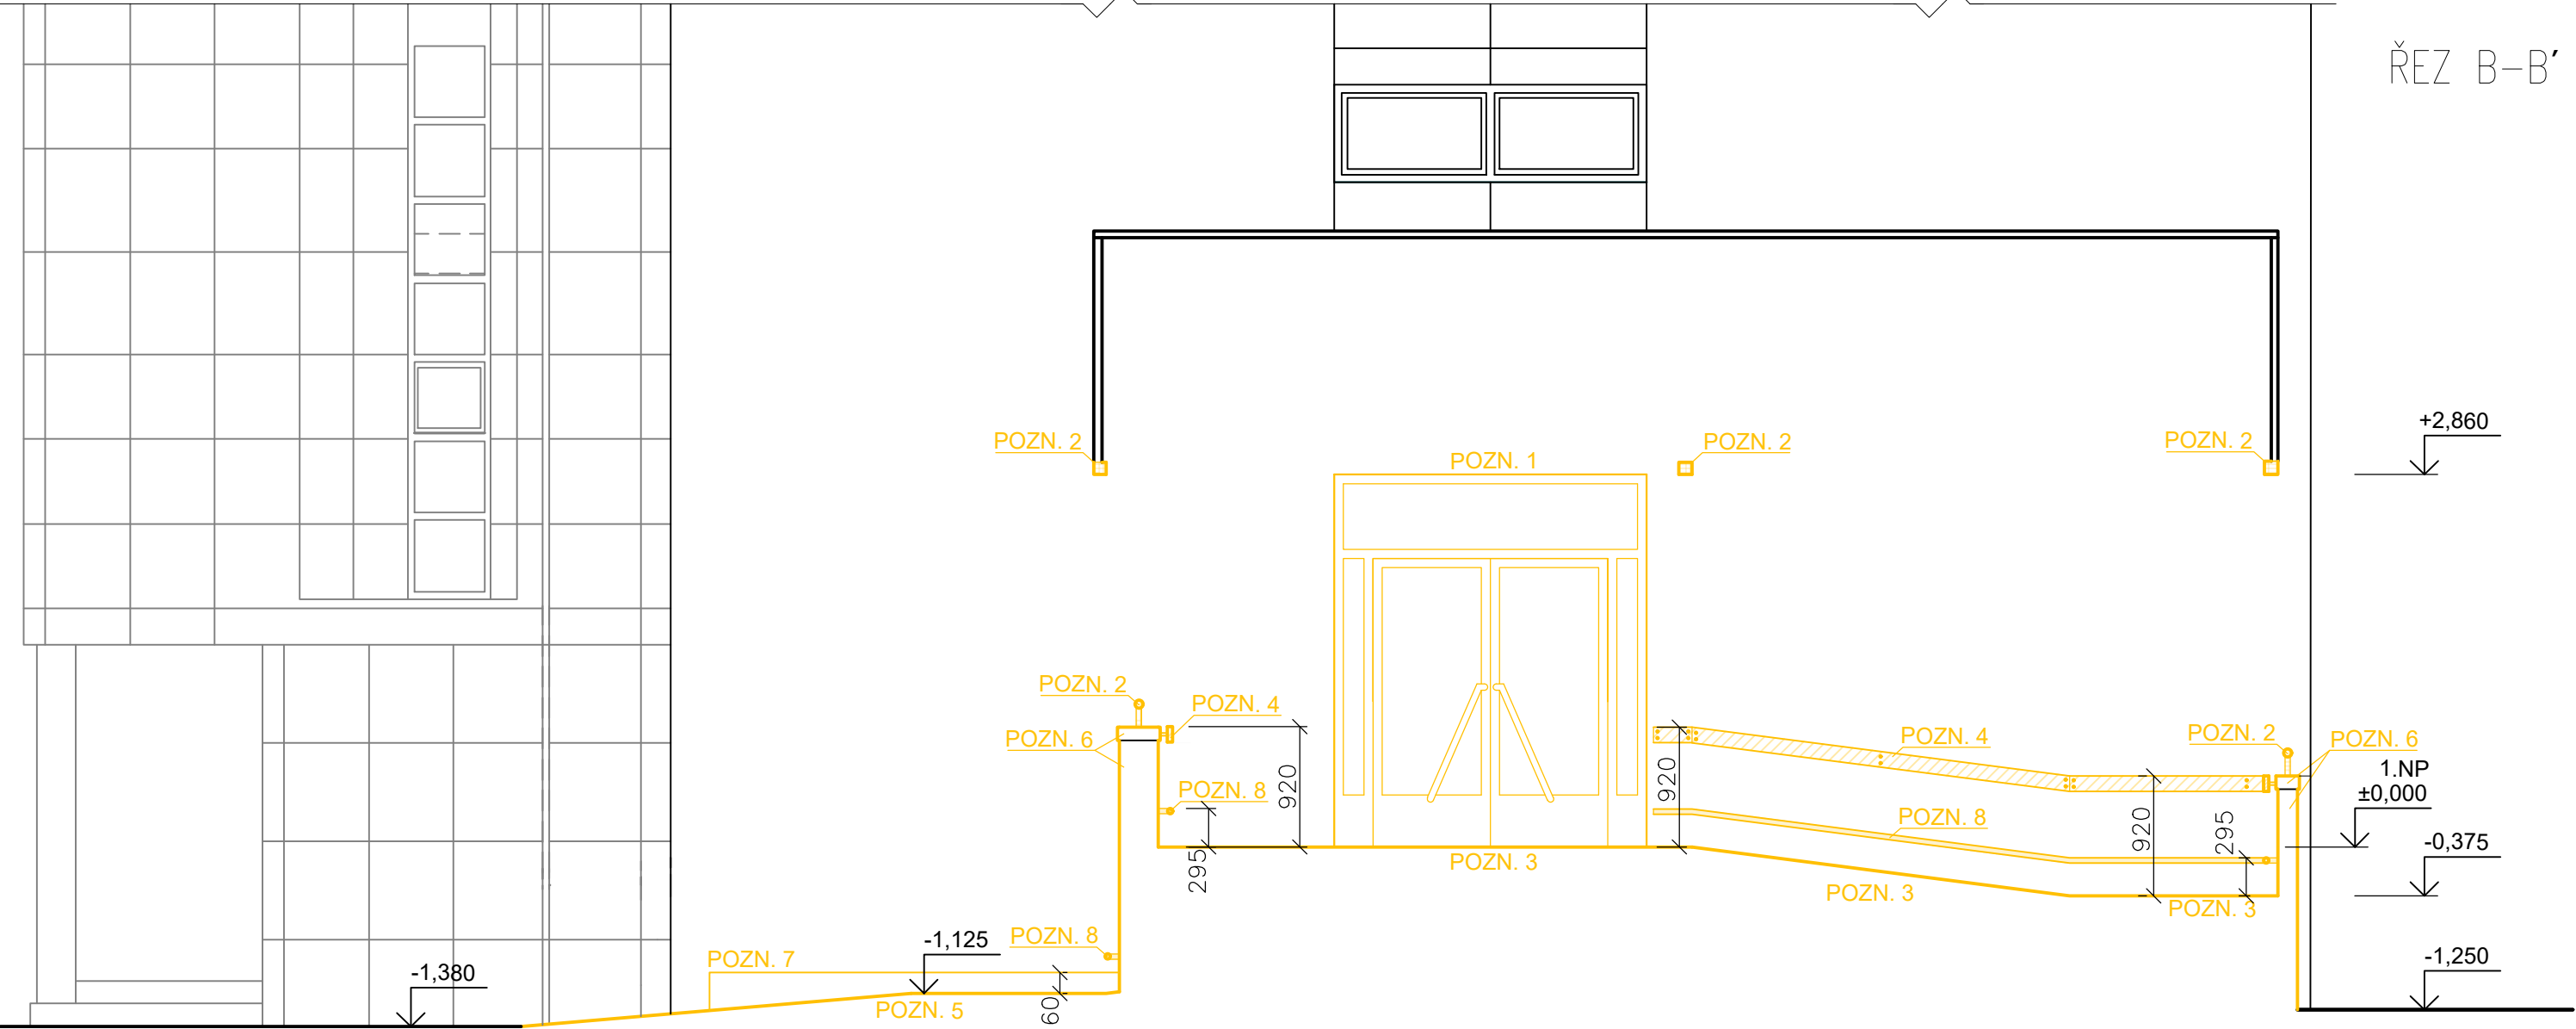 ŘEZ B-B'
+2,860
POZN. 2
POZN. 2
POZN. 2
POZN. 1
POZN. 2
POZN. 4
POZN. 6
POZN. 4
POZN. 2
POZN. 6
1.NP
±0,000
920
920
POZN. 8
POZN. 8
920
295
-0,375
295
POZN. 3
POZN. 3
POZN. 3
-1,125
POZN. 8
POZN. 7
-1,380
-1,250
POZN. 5
60